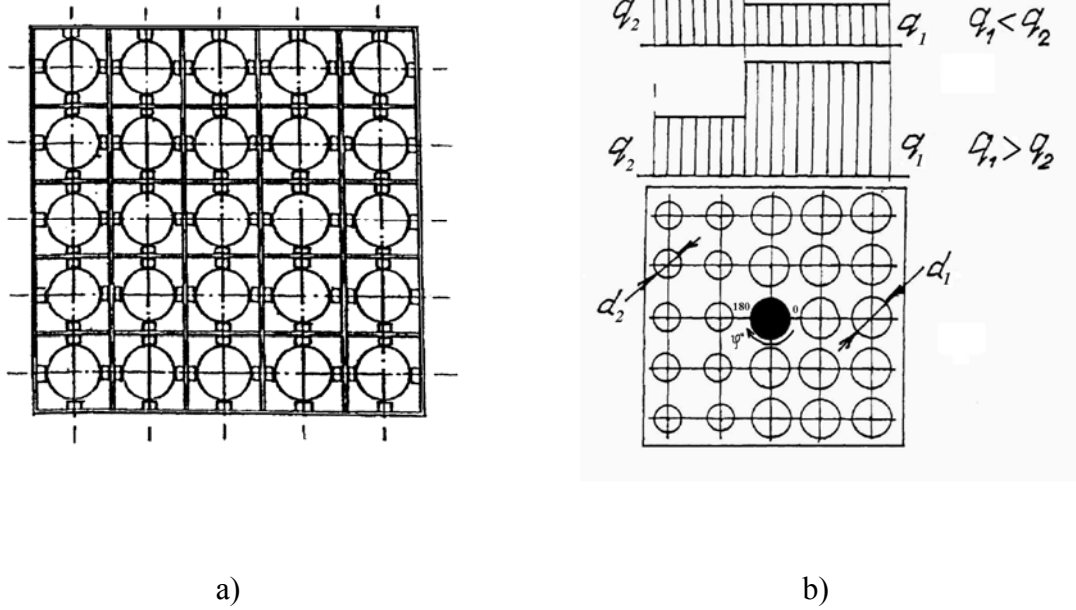 q₂ q₁ q₁<q₂
q₂ q₁ q₁>q₂
d₁
d₂ 180 0
φ°
a) b)